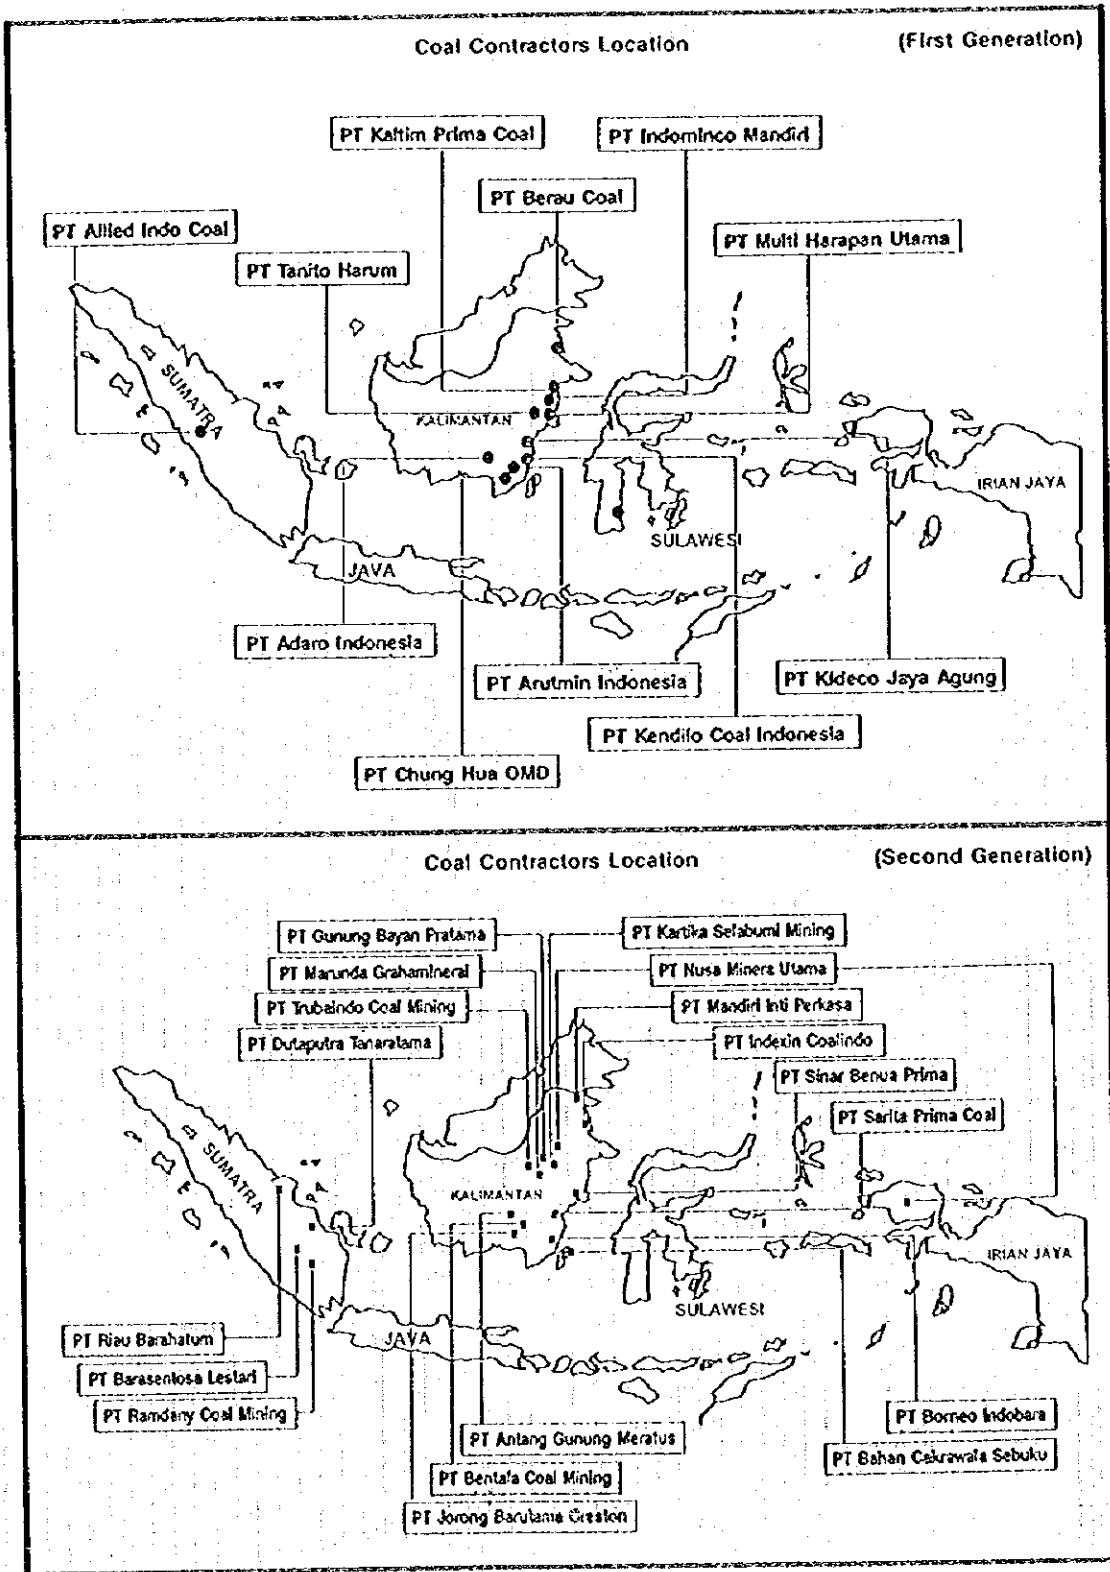 Coal Contractors Location (First Generation)
PT Kaltim Prima Coal
PT Indominco Mandiri
PT Berau Coal
PT Allied Indo Coal
PT Multi Harapan Utama
PT Tanito Harum
SUMATRA
KALIMANTAN
IRIAN JAYA
SULAWESI
JAVA
PT Adaro Indonesia
PT Arutmin Indonesia
PT Kideco Jaya Agung
PT Kendilo Coal Indonesia
PT Chung Hua OMD
Coal Contractors Location (Second Generation)
PT Gunung Bayan Pratama
PT Kartika Selabumi Mining
PT Marunda Grahamineral
PT Nusa Minera Utama
PT Trubaindo Coal Mining
PT Mandiri Inti Perkasa
PT Dutaputra Tanaratama
PT Indexin Coalindo
PT Sinar Benua Prima
PT Sarita Prima Coal
SUMATRA
KALIMANTAN
IRIAN JAYA
SULAWESI
JAVA
PT Riau Barahatum
PT Barasentosa Lestari
PT Ramdany Coal Mining
PT Borneo Indobara
PT Antang Gunung Meratus
PT Bahan Cakrawala Sebuku
PT Bentala Coal Mining
PT Jorong Barutama Greston